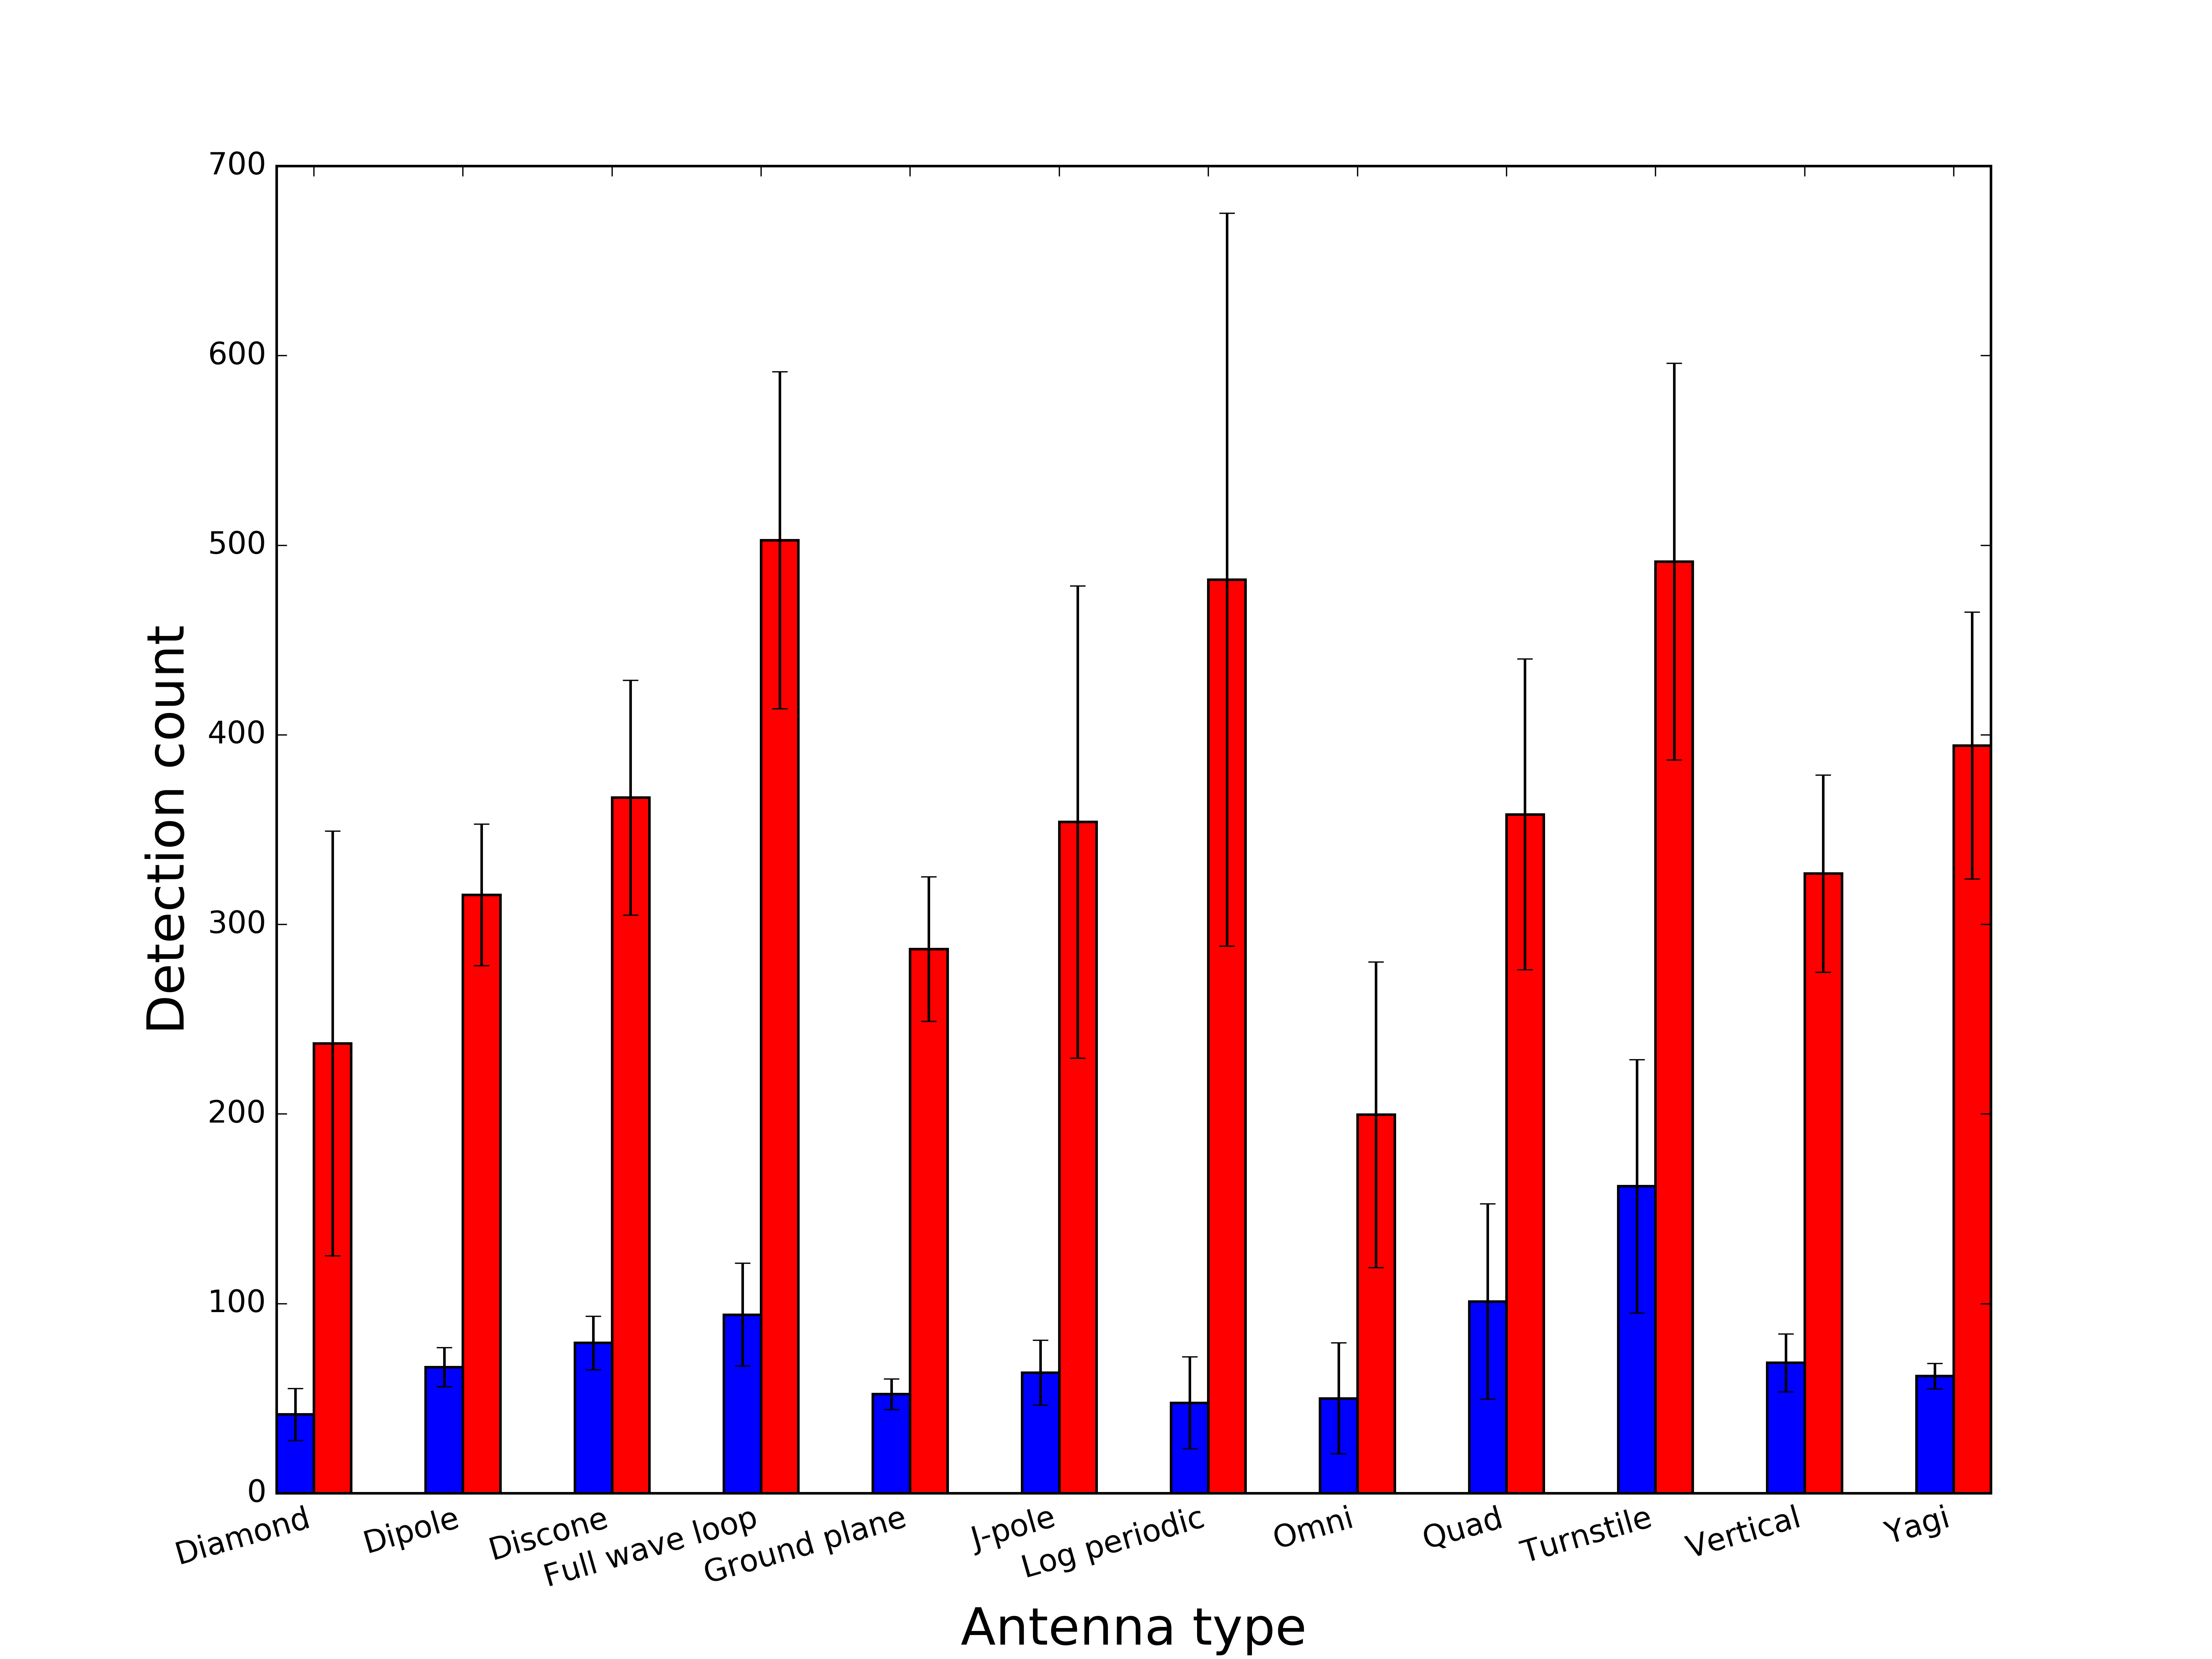 700
600
500
400
300
200
100
0
Detection count
Diamond
Dipole
Discone
Full wave loop
Ground plane
J-pole
Log periodic
Omni
Quad
Turnstile
Vertical
Yagi
Antenna type